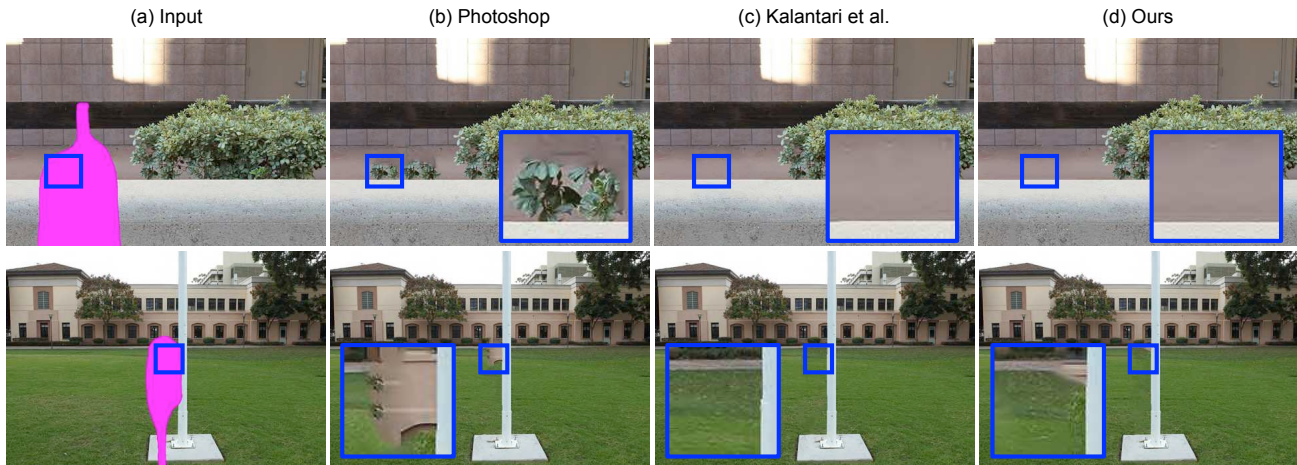 (a) Input
(b) Photoshop
(c) Kalantari et al.
(d) Ours